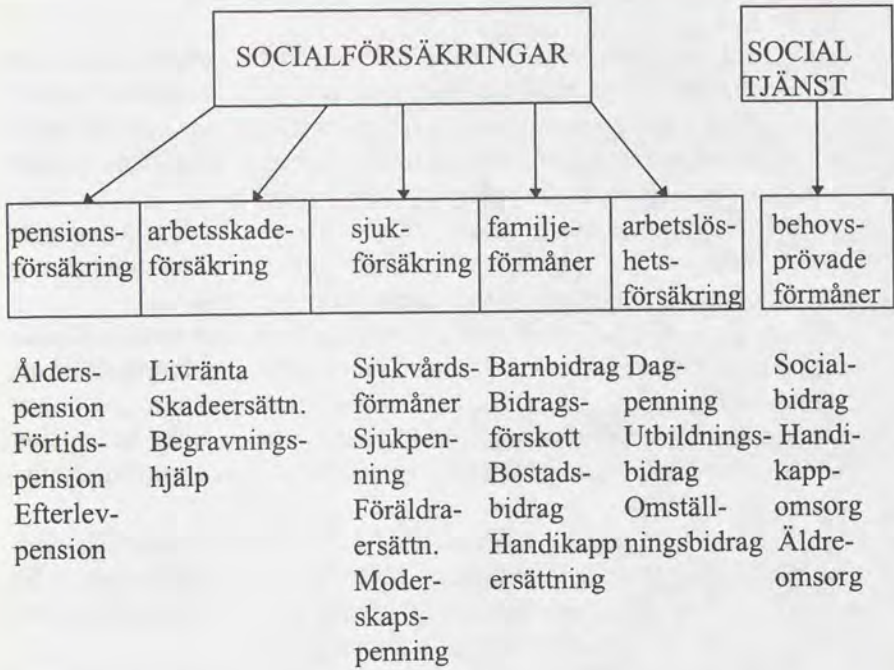 SOCIALFÖRSÄKRINGAR
SOCIAL
TJÄNST
pensions-
försäkring
arbetsskade-
försäkring
sjuk-
försäkring
familje-
förmåner
arbetslös-
hets-
försäkring
behovs-
prövade
förmåner
Ålders-
pension
Förtids-
pension
Efterlev-
pension
Livränta
Skadeersättn.
Begravnings-
hjälp
Sjukvårds-
förmåner
Sjukpen-
ning
Föräldra-
ersättn.
Moder-
skaps-
penning
Barnbidrag
Bidrags-
förskott
Bostads-
bidrag
Handikapp
ersättning
Dag-
penning
Utbildnings-
bidrag
Omställ-
ningsbidrag
Social-
bidrag
Handi-
kapp-
omsorg
Äldre-
omsorg